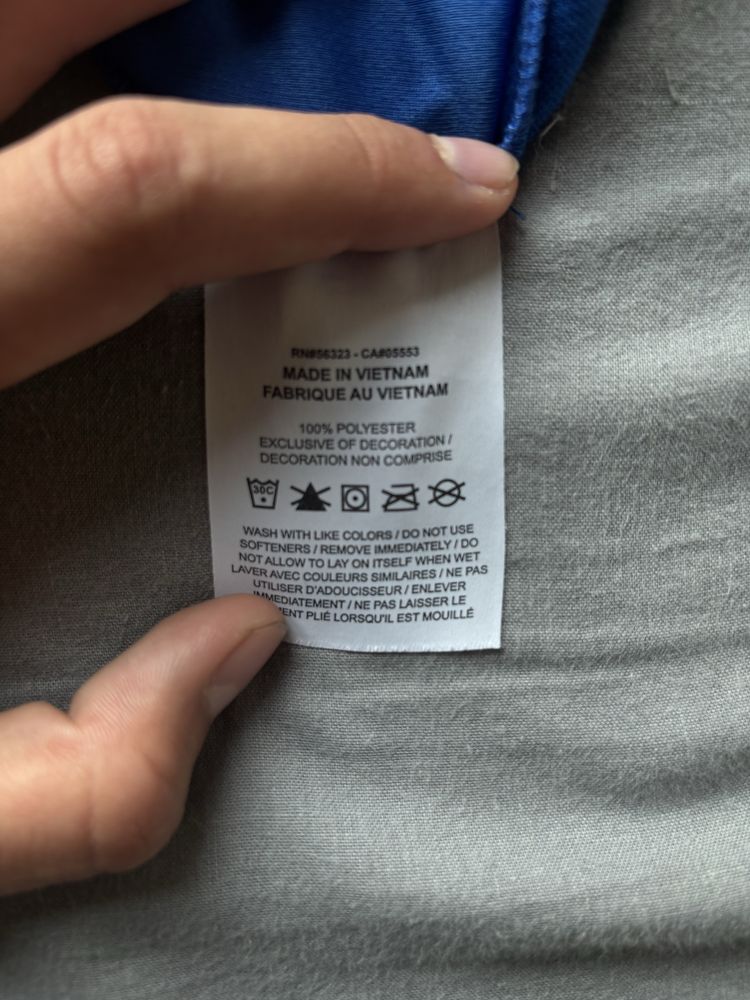 RN#56323 - CA#05553
MADE IN VIETNAM
FABRIQUE AU VIETNAM
100% POLYESTER
EXCLUSIVE OF DECORATION /
DECORATION NON COMPRISE
30C
WASH WITH LIKE COLORS / DO NOT USE
SOFTENERS / REMOVE IMMEDIATELY / DO
NOT ALLOW TO LAY ON ITSELF WHEN WET
LAVER AVEC COULEURS SIMILAIRES / NE PAS
UTILISER D'ADOUCISSEUR / ENLEVER
IMMEDIATEMENT / NE PAS LAISSER LE
PLIÉ LORSQU'IL EST MOUILLÉ